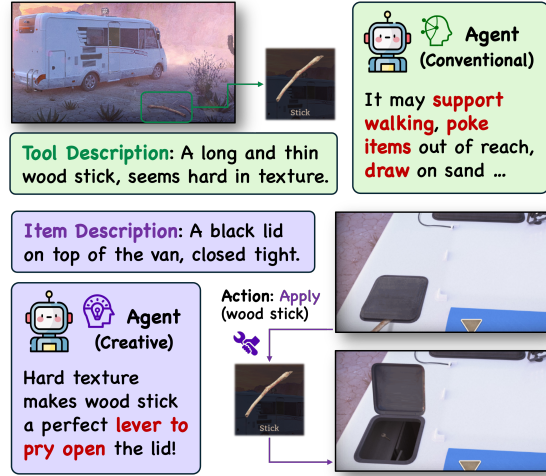 Stick
Agent
(Conventional)
It may support
walking, poke
items out of reach,
draw on sand ...
Tool Description: A long and thin
wood stick, seems hard in texture.
Item Description: A black lid
on top of the van, closed tight.
Agent
(Creative)
Hard texture
makes wood stick
a perfect lever to
pry open the lid!
Action: Apply
(wood stick)
Stick